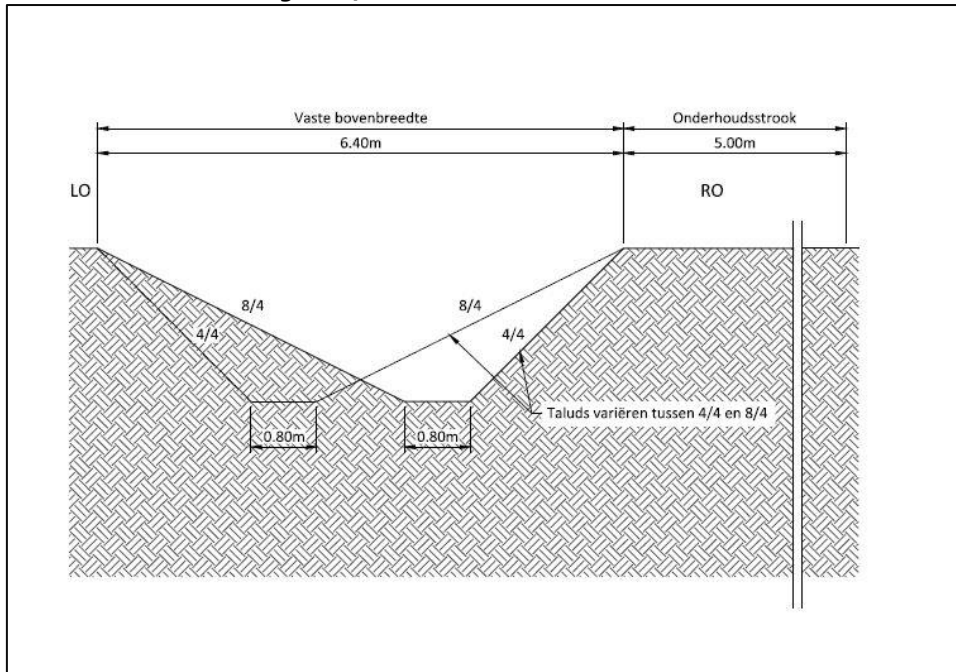 Vaste bovenbreedte
Onderhoudsstrook
6.40m
5.00m
LO
RO
8/4
8/4
4/4
4/4
Taluds variëren tussen 4/4 en 8/4
0.80m
0.80m